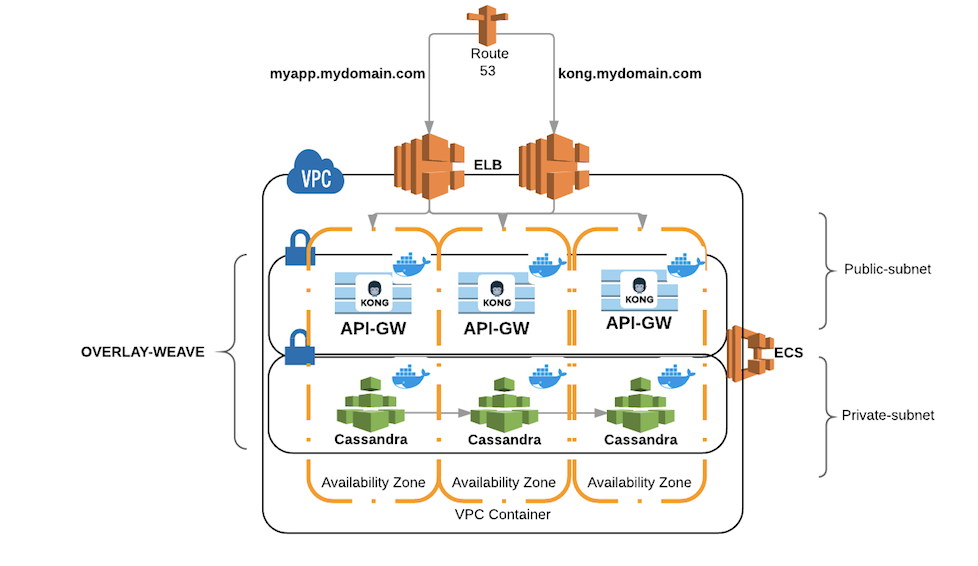 Route
53
myapp.mydomain.com
kong.mydomain.com
ELB
VPC
Public-subnet
KONG
KONG
KONG
API-GW
API-GW
API-GW
OVERLAY-WEAVE
ECS
Private-subnet
Cassandra
Cassandra
Cassandra
Availability Zone
Availability Zone
Availability Zone
VPC Container